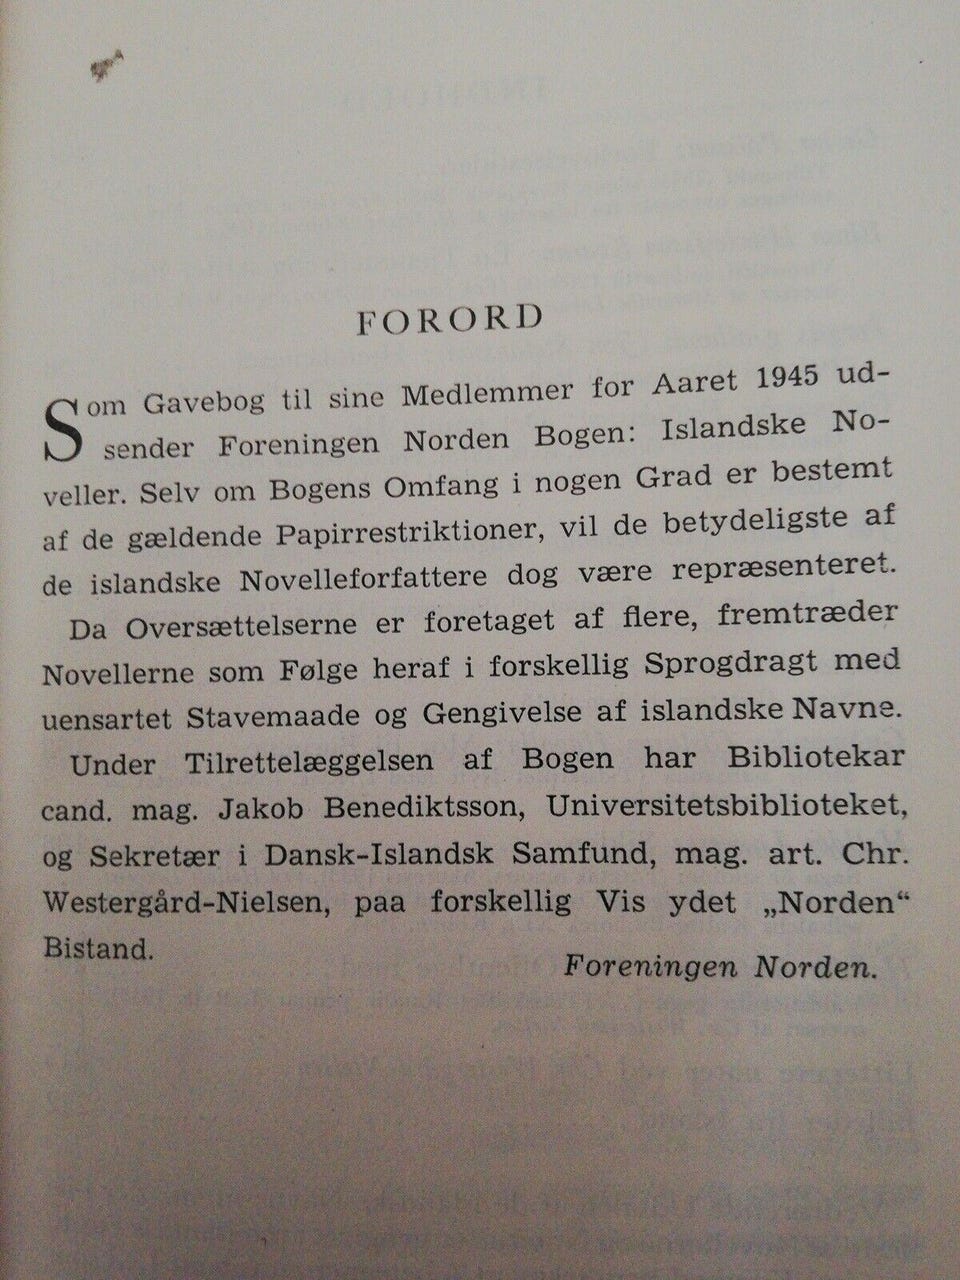 FORORD
Som Gavebog til sine Medlemmer for Aaret 1945 ud-
sender Foreningen Norden Bogen: Islandske No-
veller. Selv om Bogens Omfang i nogen Grad er bestemt
af de gældende Papirrestriktioner, vil de betydeligste af
de islandske Novelleforfattere dog være repræsenteret.
Da Oversættelserne er foretaget af flere, fremtræder
Novellerne som Følge heraf i forskellig Sprogdragt med
uensartet Stavemaade og Gengivelse af islandske Navne.
Under Tilrettelæggelsen af Bogen har Bibliotekar
cand. mag. Jakob Benediktsson, Universitetsbiblioteket,
og Sekretær i Dansk-Islandsk Samfund, mag. art. Chr.
Westergård-Nielsen, paa forskellig Vis ydet „Norden“
Bistand.
Foreningen Norden.